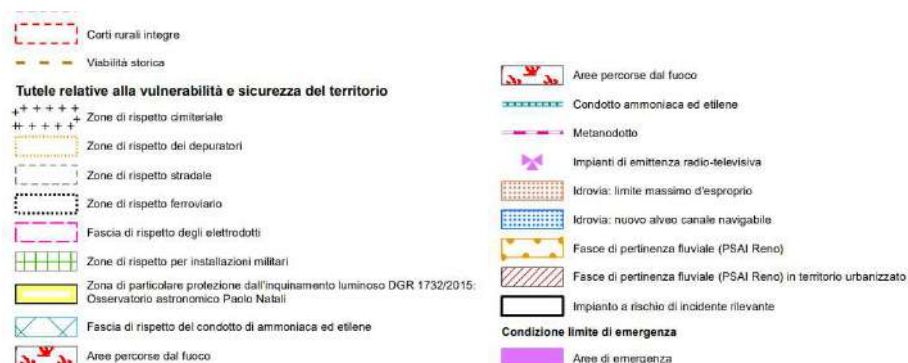 Corti rurali integre
Viabilità storica
Tutele relative alla vulnerabilità e sicurezza del territorio
Zone di rispetto cimiteriale
Zone di rispetto dei depuratori
Zone di rispetto stradale
Zone di rispetto ferroviario
Fascia di rispetto degli elettrodotti
Zone di rispetto per installazioni militari
Zona di particolare protezione dall'inquinamento luminoso DGR 1732/2015:
Osservatorio astronomico Paolo Natali
Fascia di rispetto del condotto di ammoniaca ed etilene
Aree percorse dal fuoco
Aree percorse dal fuoco
Condotto ammoniaca ed etilene
Metanodotto
Impianti di emittenza radio-televisiva
Idrovia: limite massimo d'esproprio
Idrovia: nuovo alveo canale navigabile
Fasce di pertinenza fluviale (PSAI Reno)
Fasce di pertinenza fluviale (PSAI Reno) in territorio urbanizzato
Impianto a rischio di incidente rilevante
Condizione limite di emergenza
Aree di emergenza